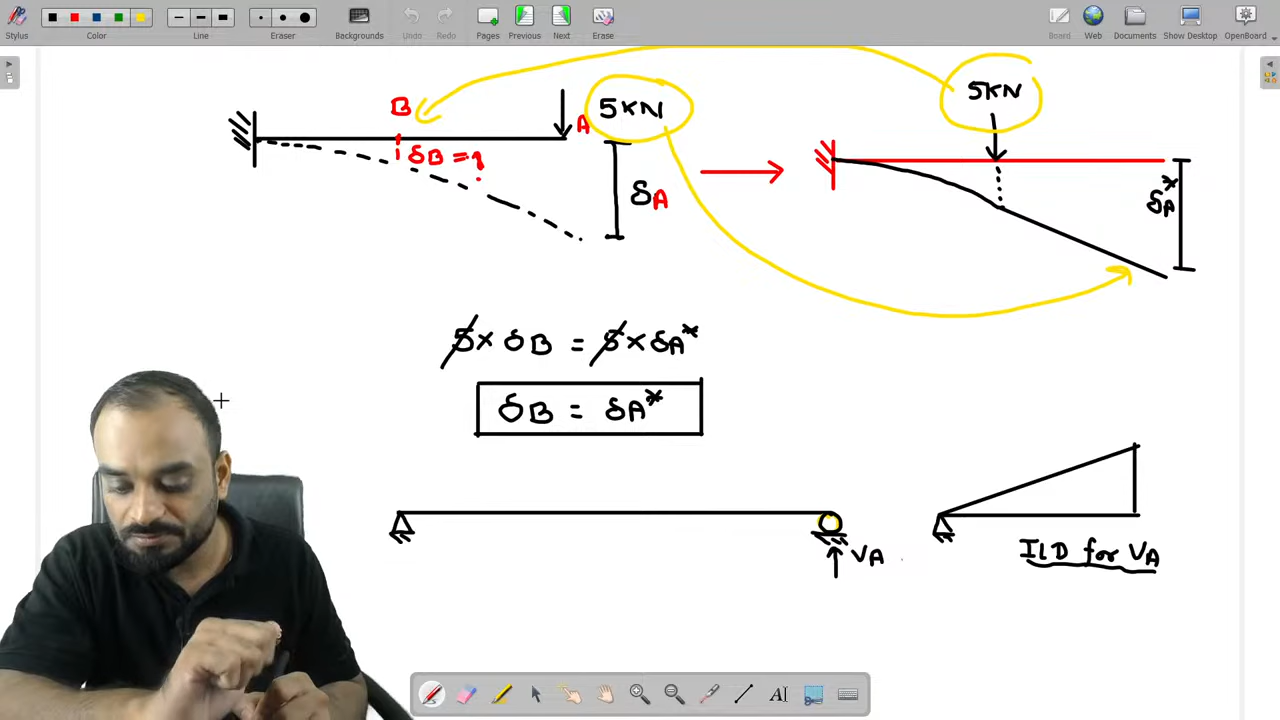 Stylus
Color
Line
Eraser
Backgrounds
Undo
Redo
Pages
Previous
Next
Erase
Board
Web
Documents
Show Desktop
OpenBoard
B
A
5KN
5KN
δB = ?
δA
δA*
5 × δB = 5 × δA*
δB = δA*
VA
ILD for VA
AI